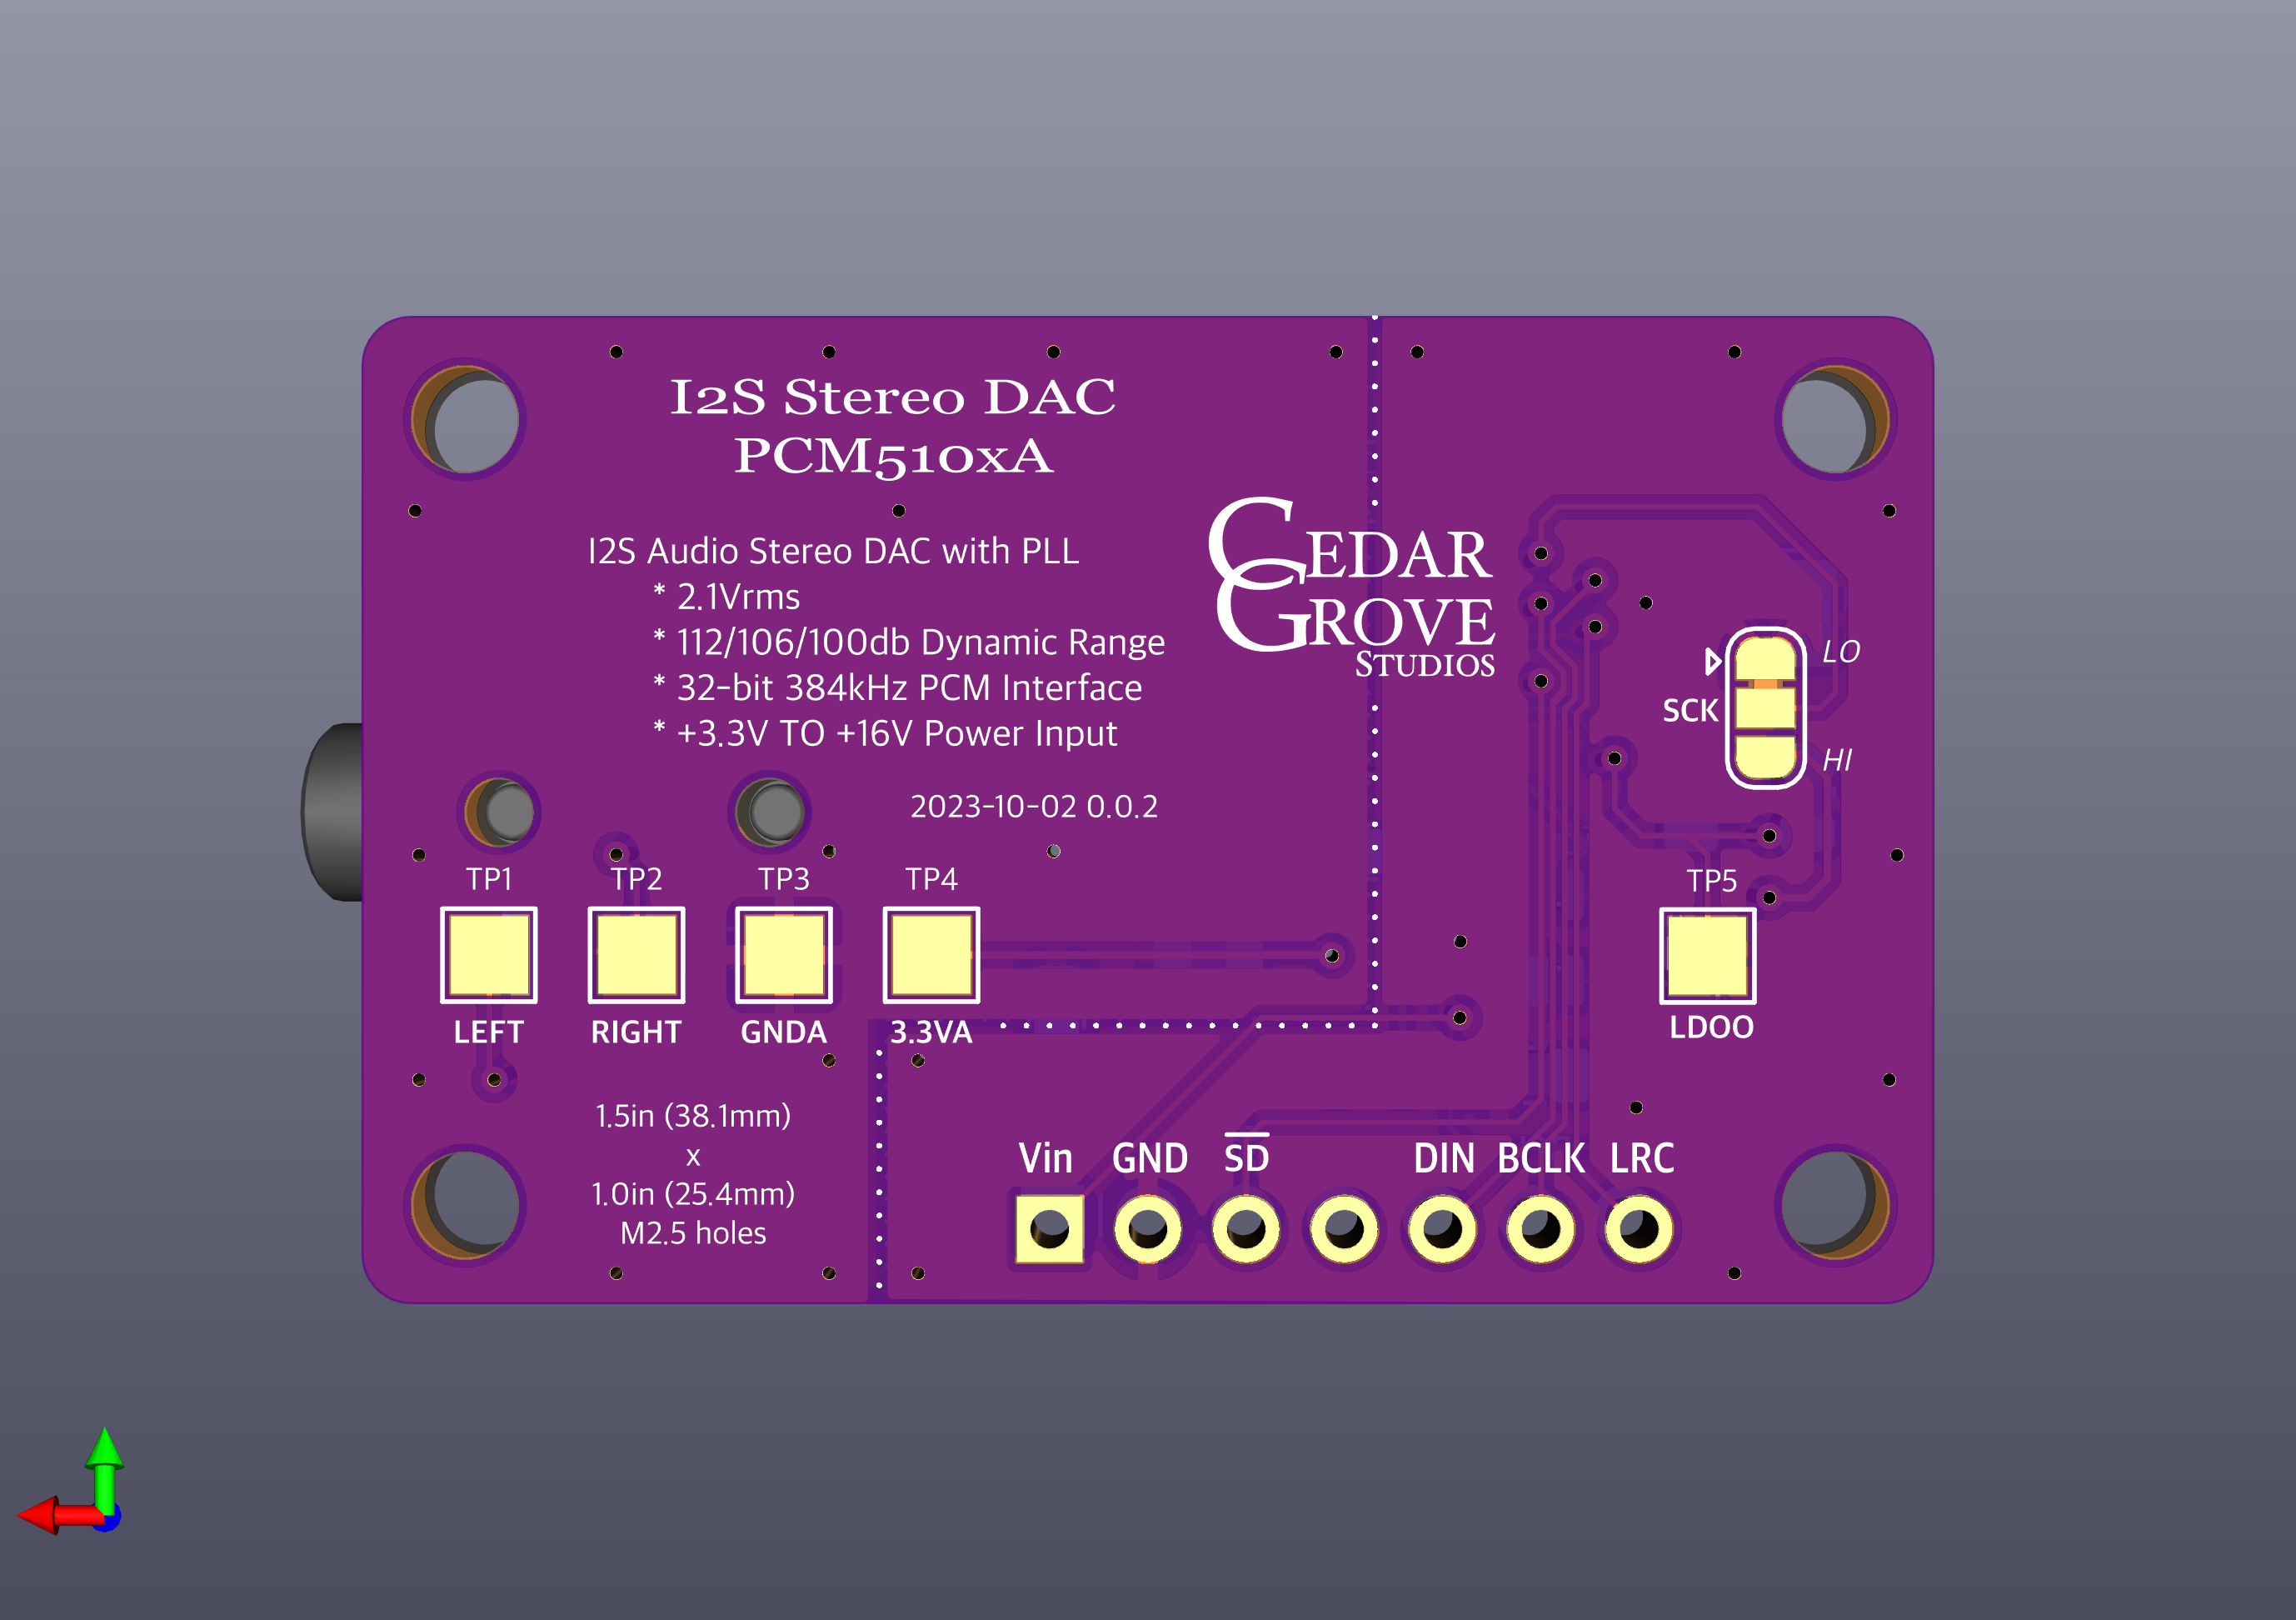 I2S Stereo DAC
PCM510xA
I2S Audio Stereo DAC with PLL
* 2.1Vrms
* 112/106/100db Dynamic Range
* 32-bit 384kHz PCM Interface
* +3.3V TO +16V Power Input
CEDAR
GROVE
STUDIOS
LO
SCK
HI
2023-10-02 0.0.2
TP1 TP2 TP3 TP4 TP5
LEFT RIGHT GNDA 3.3VA LDOO
1.5in (38.1mm)
x
1.0in (25.4mm)
M2.5 holes
Vin GND S̅D̅ DIN BCLK LRC